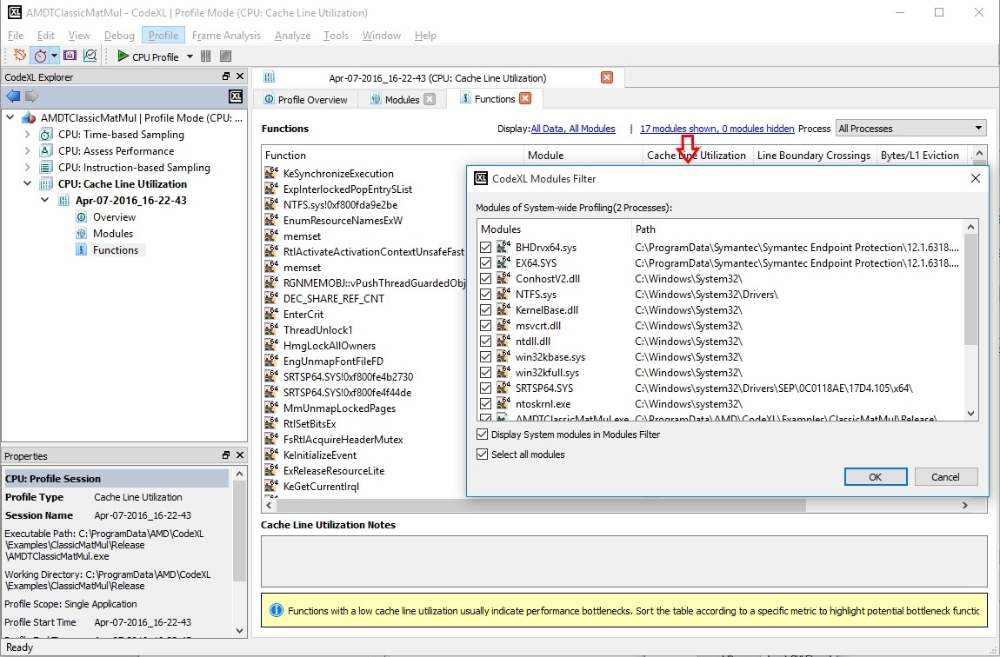 AMDTClassicMatMul - CodeXL | Profile Mode (CPU: Cache Line Utilization)
File Edit View Debug Profile Frame Analysis Analyze Tools Window Help
CPU Profile
CodeXL Explorer
XL
AMDTClassicMatMul | Profile Mode (CPU: ...
CPU: Time-based Sampling
CPU: Assess Performance
CPU: Instruction-based Sampling
CPU: Cache Line Utilization
Apr-07-2016_16-22-43
Overview
Modules
Functions
Properties
CPU: Profile Session
Profile Type Cache Line Utilization
Session Name Apr-07-2016_16-22-43
Executable Path: C:\ProgramData\AMD\CodeXL
\Examples\ClassicMatMul\Release
\AMDTClassicMatMul.exe
Working Directory: C:\ProgramData\AMD\CodeXL
\Examples\ClassicMatMul\Release
Profile Scope: Single Application
Profile Start Time Apr-07-2016_16-22-43
Apr-07-2016_16-22-43 (CPU: Cache Line Utilization)
Profile Overview Modules Functions
Functions Display:All Data, All Modules | 17 modules shown, 0 modules hidden Process All Processes
Function Module Cache Line Utilization Line Boundary Crossings Bytes/L1 Eviction
KeSynchronizeExecution
ExpInterlockedPopEntrySList
NTFS.sys!0xf800fda9e2be
EnumResourceNamesExW
memset
RtlActivateActivationContextUnsafeFast
memset
RGNMEMOBJ::vPushThreadGuardedObj
DEC_SHARE_REF_CNT
EnterCrit
ThreadUnlock1
HmgLockAllOwners
EngUnmapFontFileFD
SRTSP64.SYS!0xf800fe4b2730
SRTSP64.SYS!0xf800fe4f44de
MmUnmapLockedPages
RtlSetBitsEx
FsRtlAcquireHeaderMutex
KeInitializeEvent
ExReleaseResourceLite
KeGetCurrentIrql
CodeXL Modules Filter
Modules of System-wide Profiling(2 Processes):
Modules Path
BHDrvx64.sys C:\ProgramData\Symantec\Symantec Endpoint Protection\12.1.6318....
EX64.SYS C:\ProgramData\Symantec\Symantec Endpoint Protection\12.1.6318....
ConhostV2.dll C:\Windows\System32\
NTFS.sys C:\Windows\System32\Drivers\
KernelBase.dll C:\Windows\System32\
msvcrt.dll C:\Windows\System32\
ntdll.dll C:\Windows\System32\
win32kbase.sys C:\Windows\System32\
win32kfull.sys C:\Windows\System32\
SRTSP64.SYS C:\Windows\system32\Drivers\SEP\0C0118AE\17D4.105\x64\
ntoskrnl.exe C:\Windows\system32\
AMDTClassicMatMul.exe C:\ProgramData\AMD\CodeXL\Examples\ClassicMatMul\Release\
Display System modules in Modules Filter
Select all modules
OK Cancel
Cache Line Utilization Notes
Functions with a low cache line utilization usually indicate performance bottlenecks. Sort the table according to a specific metric to highlight potential bottleneck functic
Ready